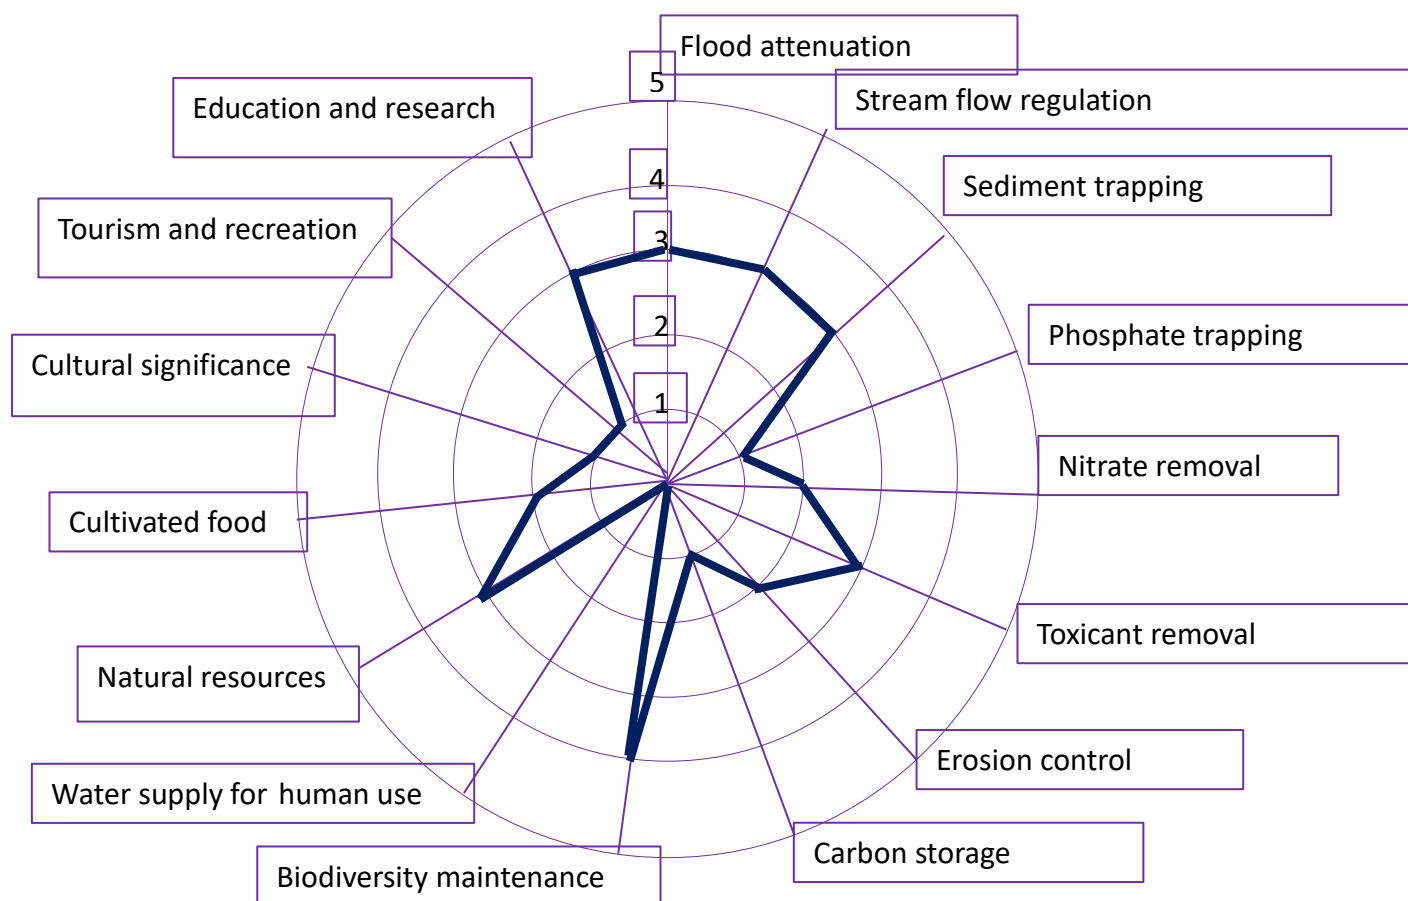 Flood attenuation
5
Education and research
Stream flow regulation
4
Sediment trapping
Tourism and recreation
3
2
Phosphate trapping
Cultural significance
1
Nitrate removal
Cultivated food
Toxicant removal
Natural resources
Erosion control
Water supply for human use
Carbon storage
Biodiversity maintenance